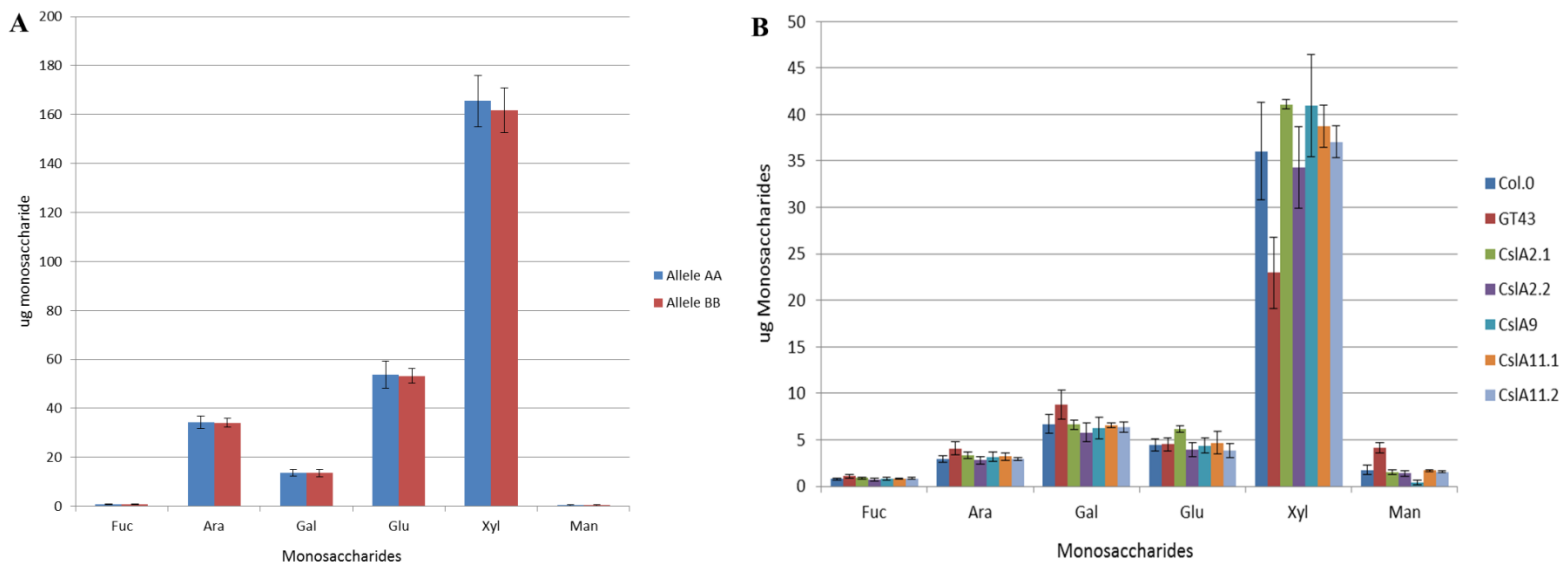 A
200
180
160
140
120
100
80
60
40
20
0
ug monosaccharide
Fuc Ara Gal Glu Xyl Man
Monosaccharides
Allele AA
Allele BB
B
50
45
40
35
30
25
20
15
10
5
0
ug Monosaccharides
Fuc Ara Gal Glu Xyl Man
Monosaccharides
Col.0
GT43
CslA2.1
CslA2.2
CslA9
CslA11.1
CslA11.2